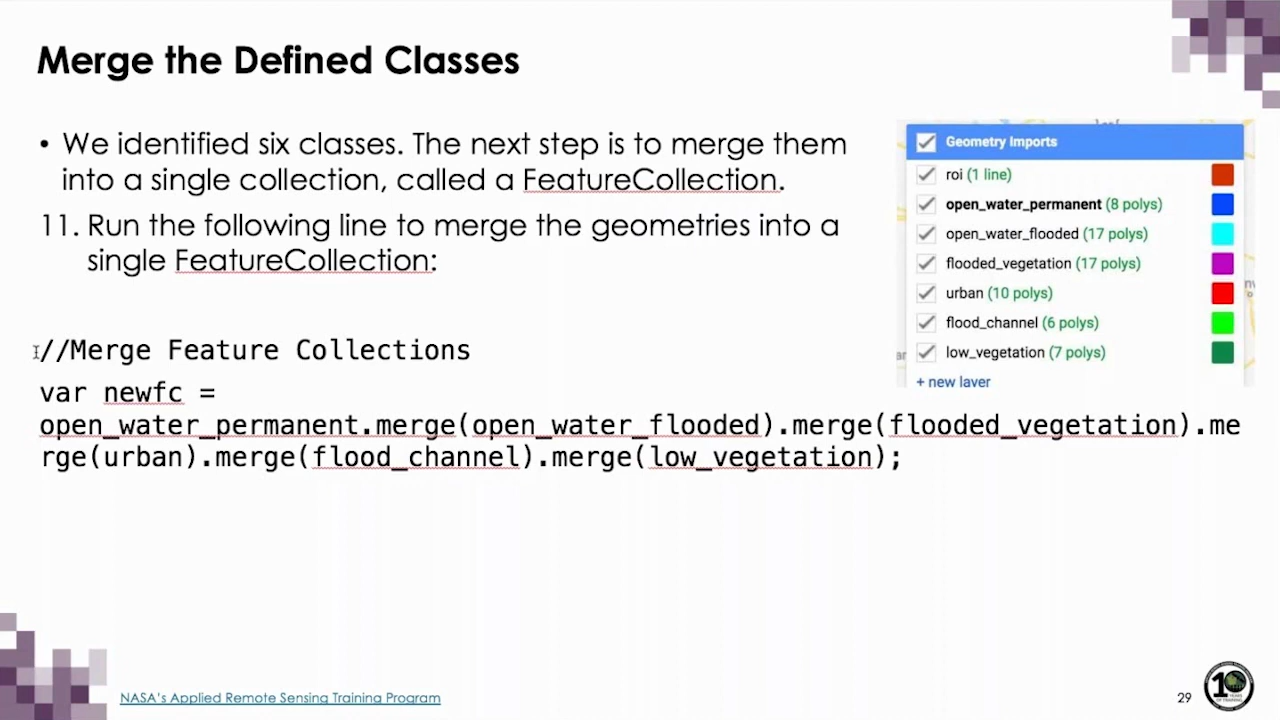 Merge the Defined Classes
• We identified six classes. The next step is to merge them
into a single collection, called a FeatureCollection.
11. Run the following line to merge the geometries into a
single FeatureCollection:
//Merge Feature Collections
var newfc =
open_water_permanent.merge(open_water_flooded).merge(flooded_vegetation).me
rge(urban).merge(flood_channel).merge(low_vegetation);
Geometry Imports
roi (1 line)
open_water_permanent (8 polys)
open_water_flooded (17 polys)
flooded_vegetation (17 polys)
urban (10 polys)
flood_channel (6 polys)
low_vegetation (7 polys)
+ new layer
NASA's Applied Remote Sensing Training Program
29
10